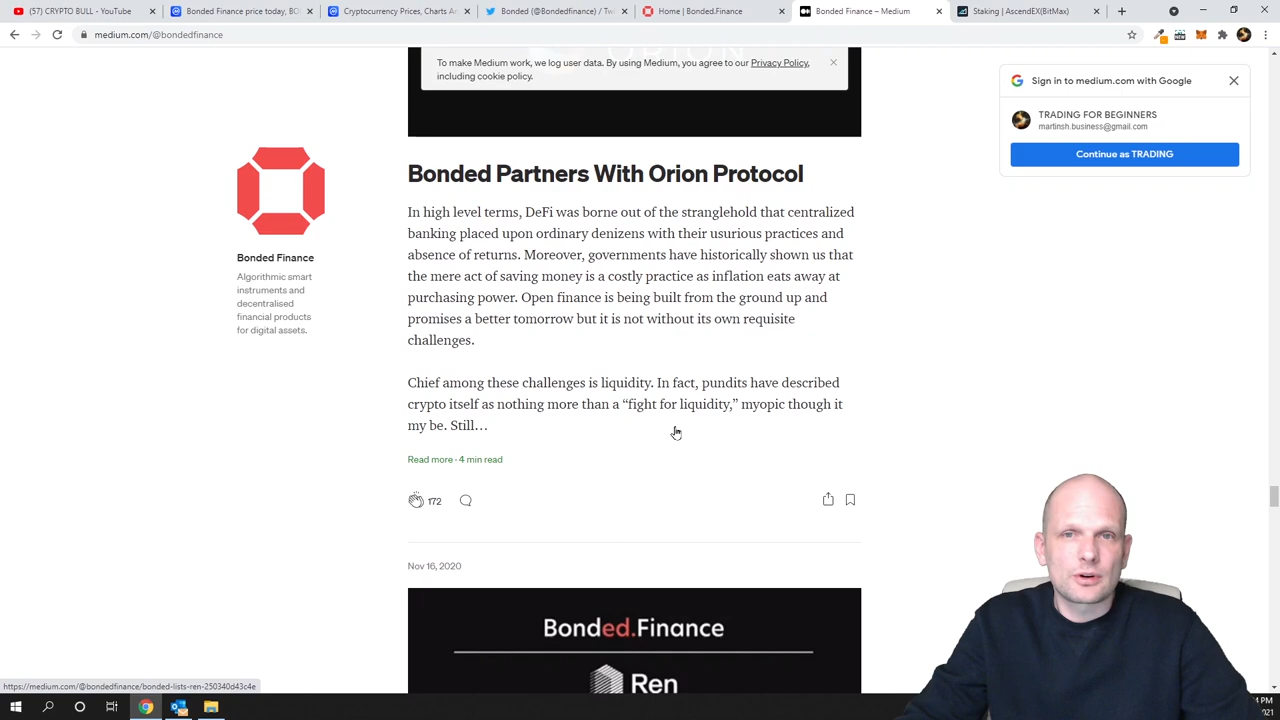 CRYPTO BULL - YouTube
Bonded Finance price today, BO
Cryptocurrency Prices, Charts An
Bonded (@Bondedfinance) / Tw
Home | Bonded.Finance
Bonded Finance – Medium
Staking | AscendEX(BitMax)
medium.com/@bondedfinance
To make Medium work, we log user data. By using Medium, you agree to our Privacy Policy,
including cookie policy.
Sign in to medium.com with Google
TRADING FOR BEGINNERS
martinsh.business@gmail.com
Continue as TRADING
Bonded Finance
Algorithmic smart
instruments and
decentralised
financial products
for digital assets.
ORION
Bonded Partners With Orion Protocol
In high level terms, DeFi was borne out of the stranglehold that centralized
banking placed upon ordinary denizens with their usurious practices and
absence of returns. Moreover, governments have historically shown us that
the mere act of saving money is a costly practice as inflation eats away at
purchasing power. Open finance is being built from the ground up and
promises a better tomorrow but it is not without its own requisite
challenges.
Chief among these challenges is liquidity. In fact, pundits have described
crypto itself as nothing more than a “fight for liquidity,” myopic though it
my be. Still…
Read more · 4 min read
172
Nov 16, 2020
Bonded.Finance
Ren
https://medium.com/@bondedfinance/bonded-lists-ren-250340d43c4e